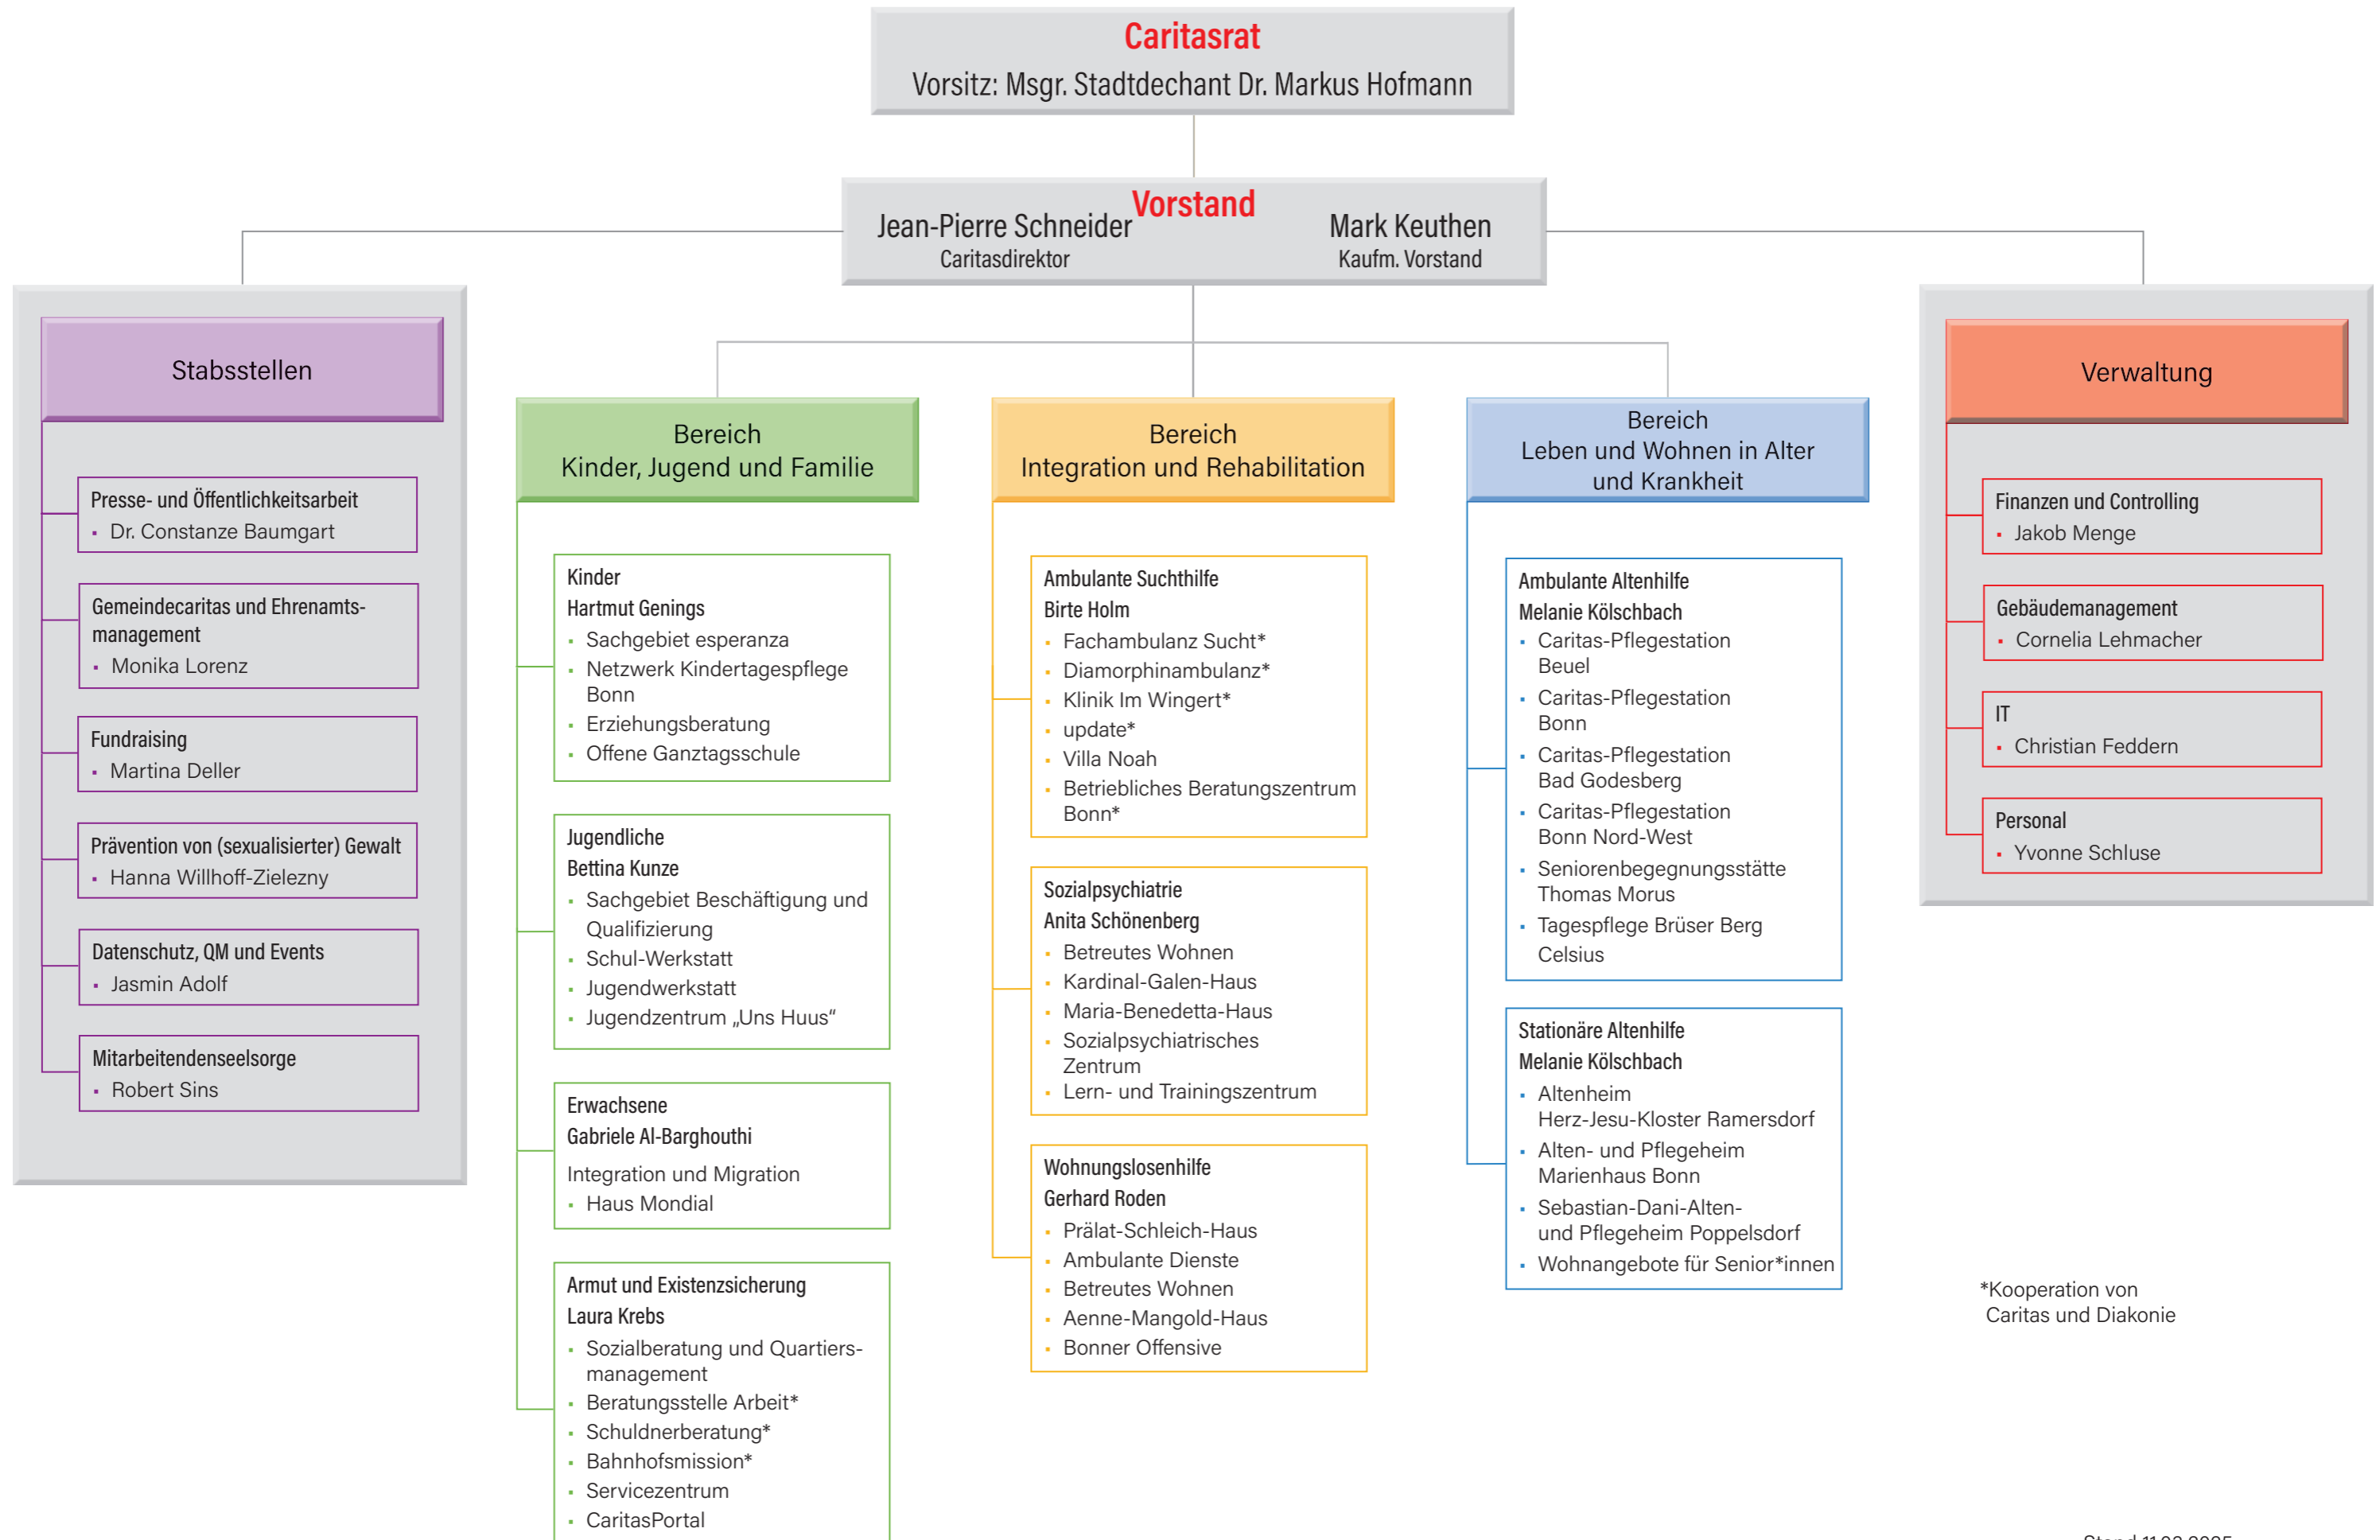 Caritasrat
Vorsitz: Msgr. Stadtdechant Dr. Markus Hofmann
Vorstand
Jean-Pierre Schneider
Caritasdirektor
Mark Keuthen
Kaufm. Vorstand
Stabsstellen
Presse- und Öffentlichkeitsarbeit
▪ Dr. Constanze Baumgart
Gemeindecaritas und Ehrenamts-
management
▪ Monika Lorenz
Fundraising
▪ Martina Deller
Prävention von (sexualisierter) Gewalt
▪ Hanna Willhoff-Zielezny
Datenschutz, QM und Events
▪ Jasmin Adolf
Mitarbeitendenseelsorge
▪ Robert Sins
Bereich
Kinder, Jugend und Familie
Kinder
Hartmut Genings
▪ Sachgebiet esperanza
▪ Netzwerk Kindertagespflege
Bonn
▪ Erziehungsberatung
▪ Offene Ganztagsschule
Jugendliche
Bettina Kunze
▪ Sachgebiet Beschäftigung und
Qualifizierung
▪ Schul-Werkstatt
▪ Jugendwerkstatt
▪ Jugendzentrum „Uns Huus“
Erwachsene
Gabriele Al-Barghouthi
Integration und Migration
▪ Haus Mondial
Armut und Existenzsicherung
Laura Krebs
▪ Sozialberatung und Quartiers-
management
▪ Beratungsstelle Arbeit*
▪ Schuldnerberatung*
▪ Bahnhofsmission*
▪ Servicezentrum
▪ CaritasPortal
Bereich
Integration und Rehabilitation
Ambulante Suchthilfe
Birte Holm
▪ Fachambulanz Sucht*
▪ Diamorphinambulanz*
▪ Klinik Im Wingert*
▪ update*
▪ Villa Noah
▪ Betriebliches Beratungszentrum
Bonn*
Sozialpsychiatrie
Anita Schönenberg
▪ Betreutes Wohnen
▪ Kardinal-Galen-Haus
▪ Maria-Benedetta-Haus
▪ Sozialpsychiatrisches
Zentrum
▪ Lern- und Trainingszentrum
Wohnungslosenhilfe
Gerhard Roden
▪ Prälat-Schleich-Haus
▪ Ambulante Dienste
▪ Betreutes Wohnen
▪ Aenne-Mangold-Haus
▪ Bonner Offensive
Bereich
Leben und Wohnen in Alter
und Krankheit
Ambulante Altenhilfe
Melanie Kölschbach
▪ Caritas-Pflegestation
Beuel
▪ Caritas-Pflegestation
Bonn
▪ Caritas-Pflegestation
Bad Godesberg
▪ Caritas-Pflegestation
Bonn Nord-West
▪ Seniorenbegegnungsstätte
Thomas Morus
▪ Tagespflege Brüser Berg
Celsius
Stationäre Altenhilfe
Melanie Kölschbach
▪ Altenheim
Herz-Jesu-Kloster Ramersdorf
▪ Alten- und Pflegeheim
Marienhaus Bonn
▪ Sebastian-Dani-Alten-
und Pflegeheim Poppelsdorf
▪ Wohnangebote für Senior*innen
Verwaltung
Finanzen und Controlling
▪ Jakob Menge
Gebäudemanagement
▪ Cornelia Lehmacher
IT
▪ Christian Feddern
Personal
▪ Yvonne Schluse
*Kooperation von
Caritas und Diakonie